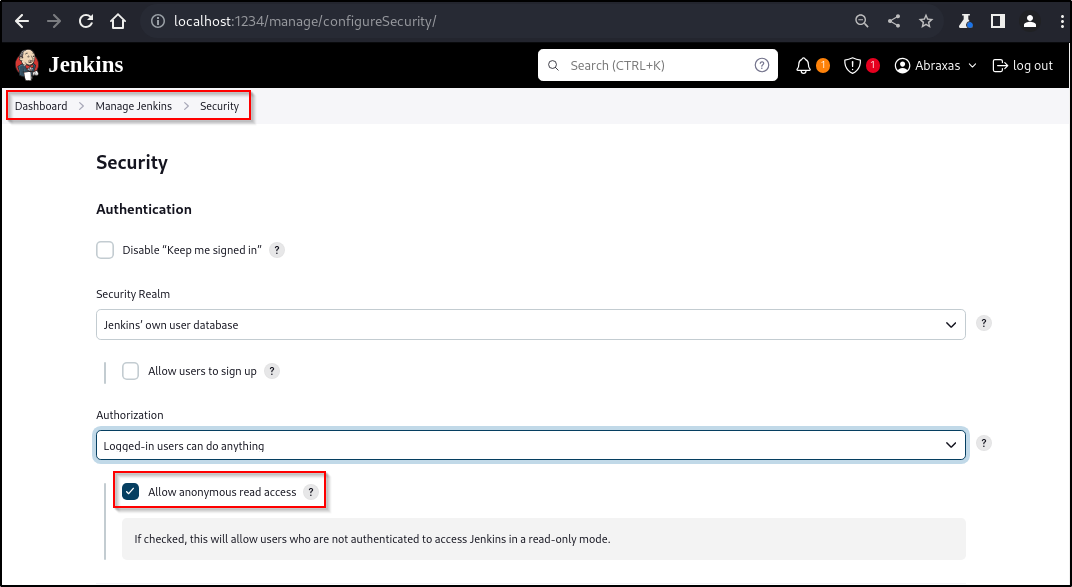 localhost:1234/manage/configureSecurity/
Jenkins
Search (CTRL+K)
?
1
1
Abraxas
log out
Dashboard > Manage Jenkins > Security
Security
Authentication
Disable “Keep me signed in” ?
Security Realm
Jenkins’ own user database
?
Allow users to sign up ?
Authorization
Logged-in users can do anything
?
Allow anonymous read access ?
If checked, this will allow users who are not authenticated to access Jenkins in a read-only mode.